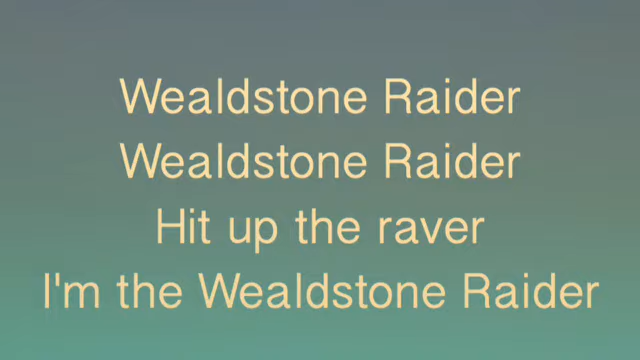 Wealdstone Raider
Wealdstone Raider
Hit up the raver
I'm the Wealdstone Raider